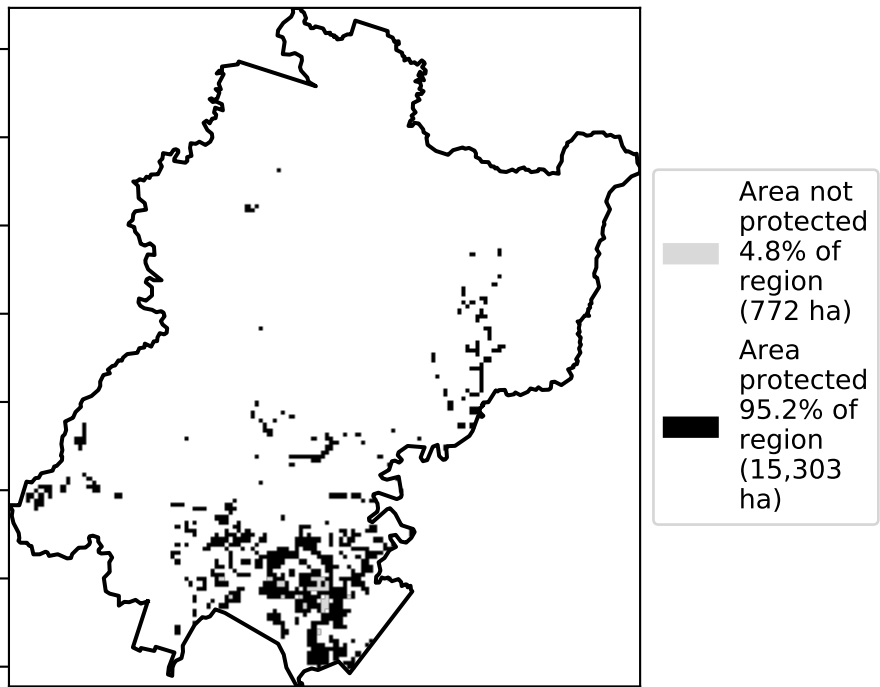 Area not
protected
4.8% of
region
(772 ha)
Area
protected
95.2% of
region
(15,303
ha)